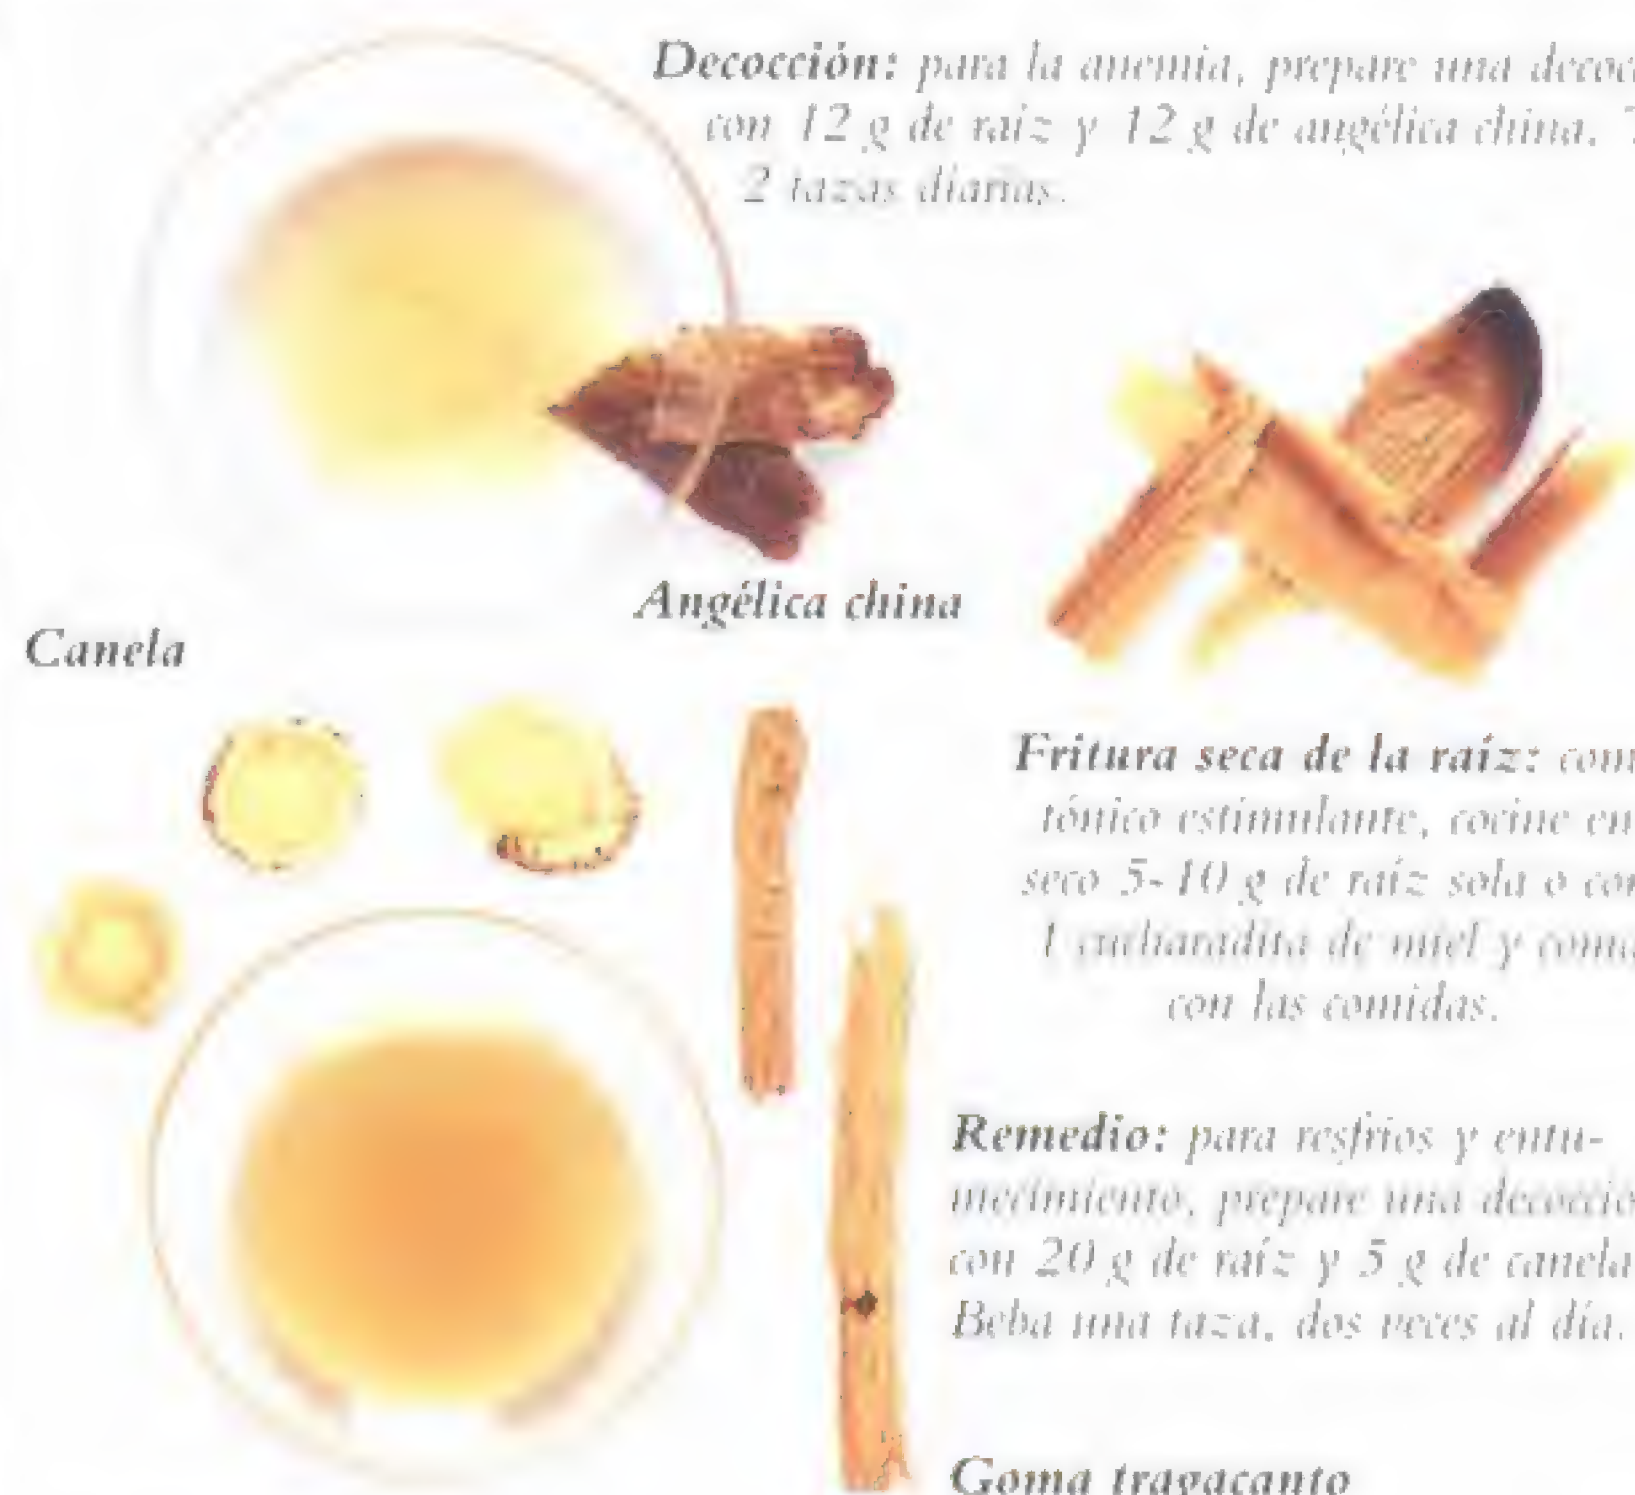 Decocción: para la anemia, prepare una decoc
con 12 g de raíz y 12 g de angélica china.
2 tazas diarias.
Angélica china
Canela
Fritura seca de la raíz: com
tónico estimulante, cocine en
seco 5-10 g de raíz sola o con
1 cucharadita de miel y coma
con las comidas.
Remedio: para resfríos y entu-
mecimiento, prepare una decocció
con 20 g de raíz y 5 g de canela
Beba una taza, dos veces al día.
Goma tragacanto